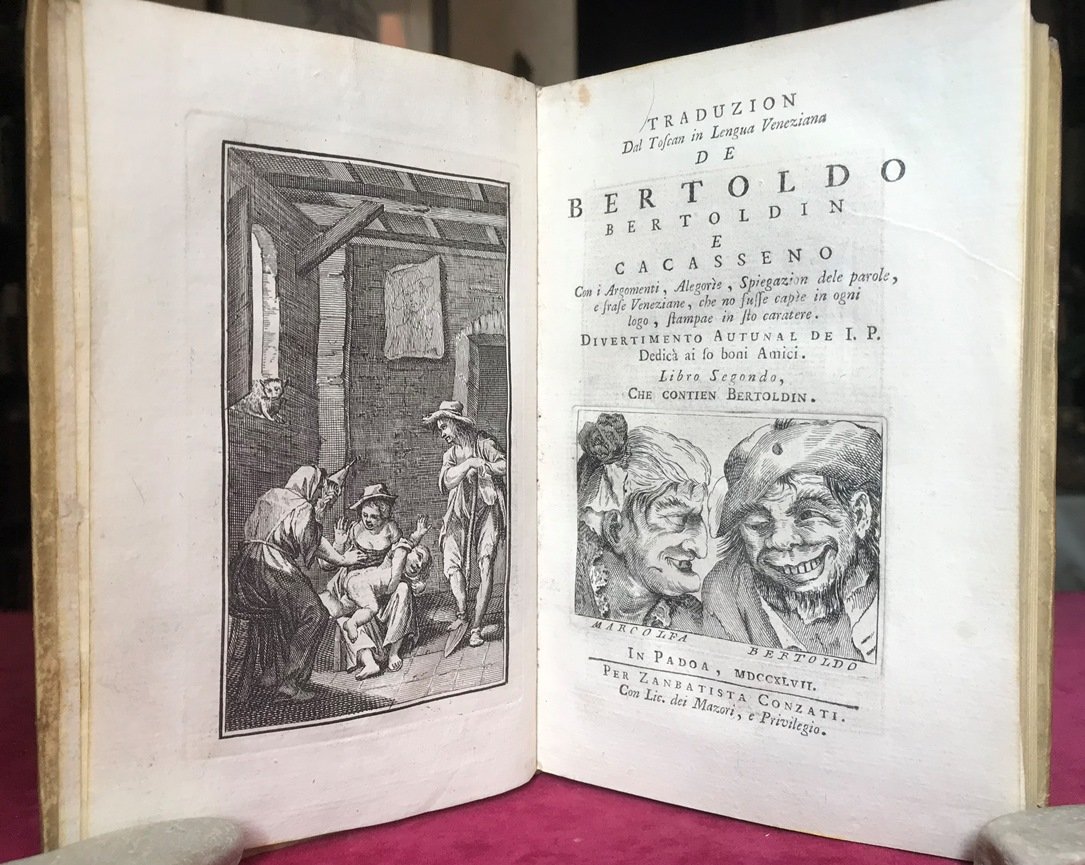 TRADUZION
Dal Toſcan in Lengua Veneziana
DE
BERTOLDO
BERTOLDIN
E
CACASSENO
Con i Argomenti, Alegorìe, Spiegazion dele parole,
e fraſe Veneziane, che no fuſſe capìe in ogni
logo, ſtampae in ſto caratere.
DIVERTIMENTO AUTUNAL DE I. P.
Dedicà ai ſo boni Amici.
Libro Segondo,
CHE CONTIEN BERTOLDIN.
MARCOLFA
BERTOLDO
IN PADOA, MDCCXLVII.
PER ZANBATISTA CONZATI.
Con Lic. dei Mazori, e Privilegio.